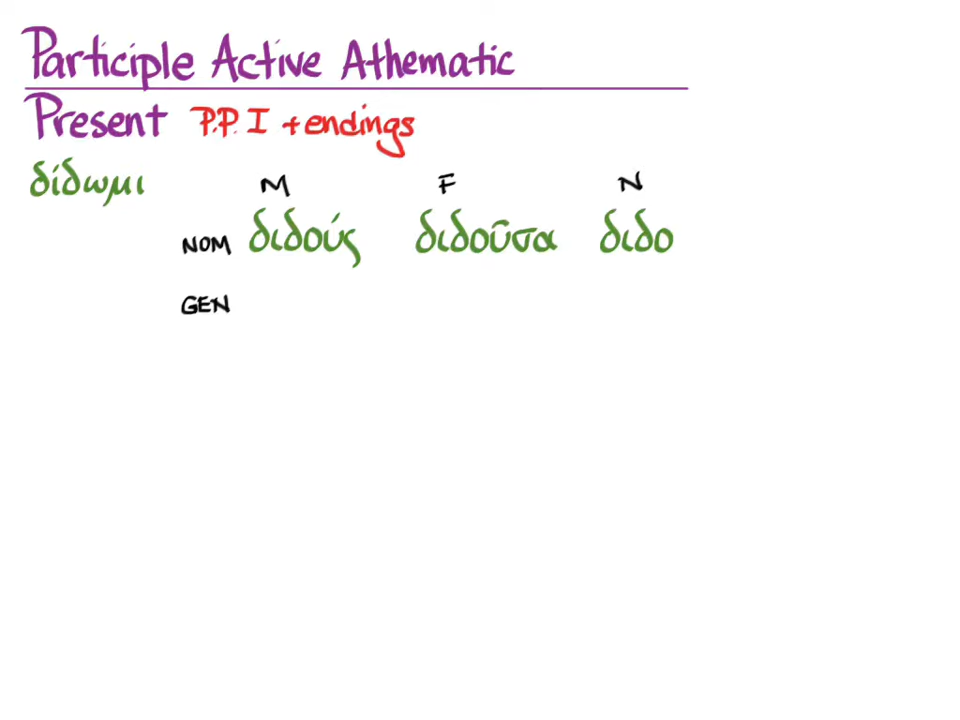 Participle Active Athematic
Present P.P. I + endings
δίδωμι M F N
NOM διδούς διδοῦσα διδο
GEN